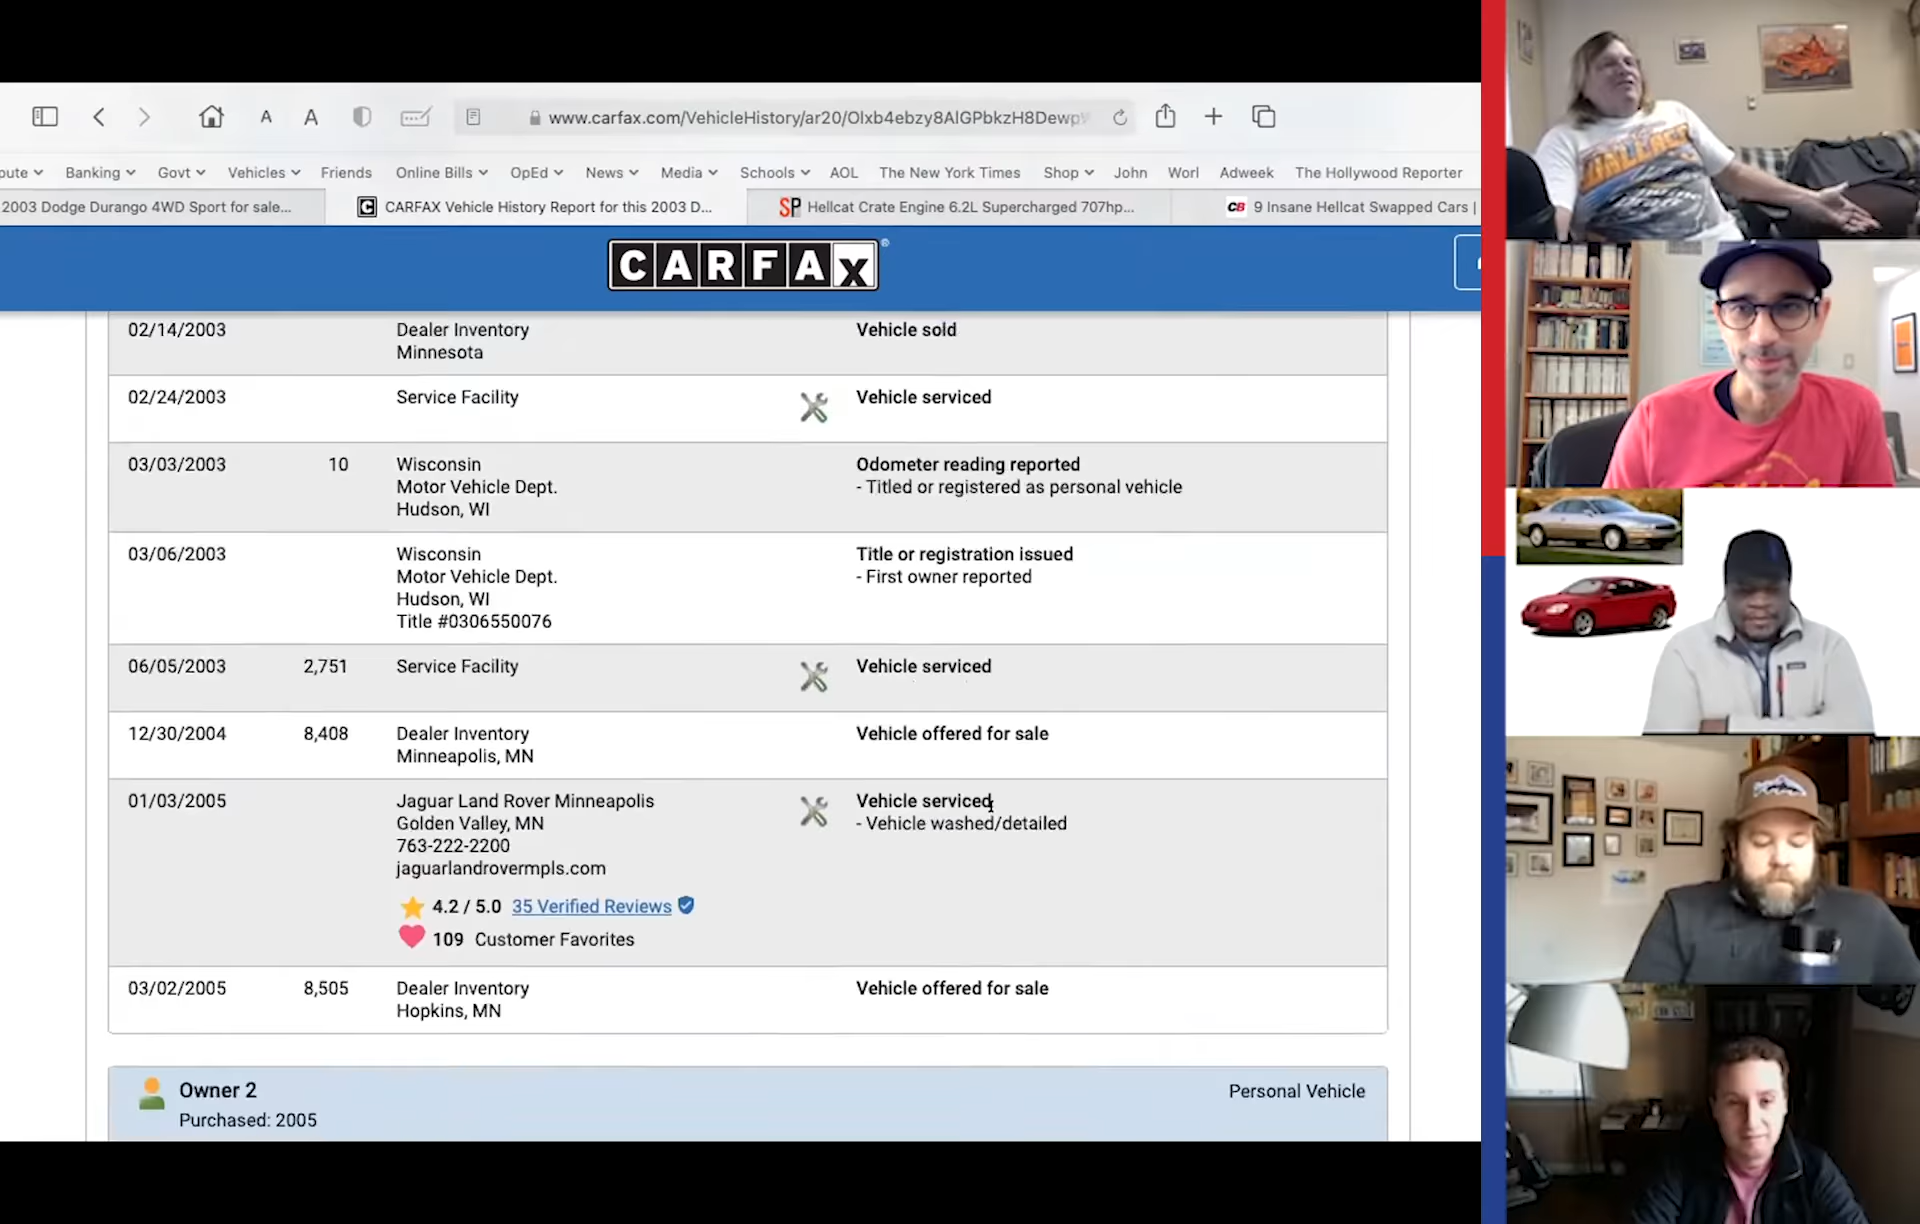 www.carfax.com/VehicleHistory/ar20/Olxb4ebzy8AlGPbkzH8Dewp
Banking Govt Vehicles Friends Online Bills OpEd News Media Schools AOL The New York Times Shop John Worl Adweek The Hollywood Reporter
2003 Dodge Durango 4WD Sport for sale...
CARFAX Vehicle History Report for this 2003 D...
SP Hellcat Crate Engine 6.2L Supercharged 707hp...
CB 9 Insane Hellcat Swapped Cars |
CARFAX
02/14/2003 Dealer Inventory Vehicle sold
Minnesota
02/24/2003 Service Facility Vehicle serviced
03/03/2003 10 Wisconsin Odometer reading reported
Motor Vehicle Dept. - Titled or registered as personal vehicle
Hudson, WI
03/06/2003 Wisconsin Title or registration issued
Motor Vehicle Dept. - First owner reported
Hudson, WI
Title #0306550076
06/05/2003 2,751 Service Facility Vehicle serviced
12/30/2004 8,408 Dealer Inventory Vehicle offered for sale
Minneapolis, MN
01/03/2005 Jaguar Land Rover Minneapolis Vehicle serviced
Golden Valley, MN - Vehicle washed/detailed
763-222-2200
jaguarlandrovermpls.com
4.2 / 5.0 35 Verified Reviews
109 Customer Favorites
03/02/2005 8,505 Dealer Inventory Vehicle offered for sale
Hopkins, MN
Owner 2 Personal Vehicle
Purchased: 2005